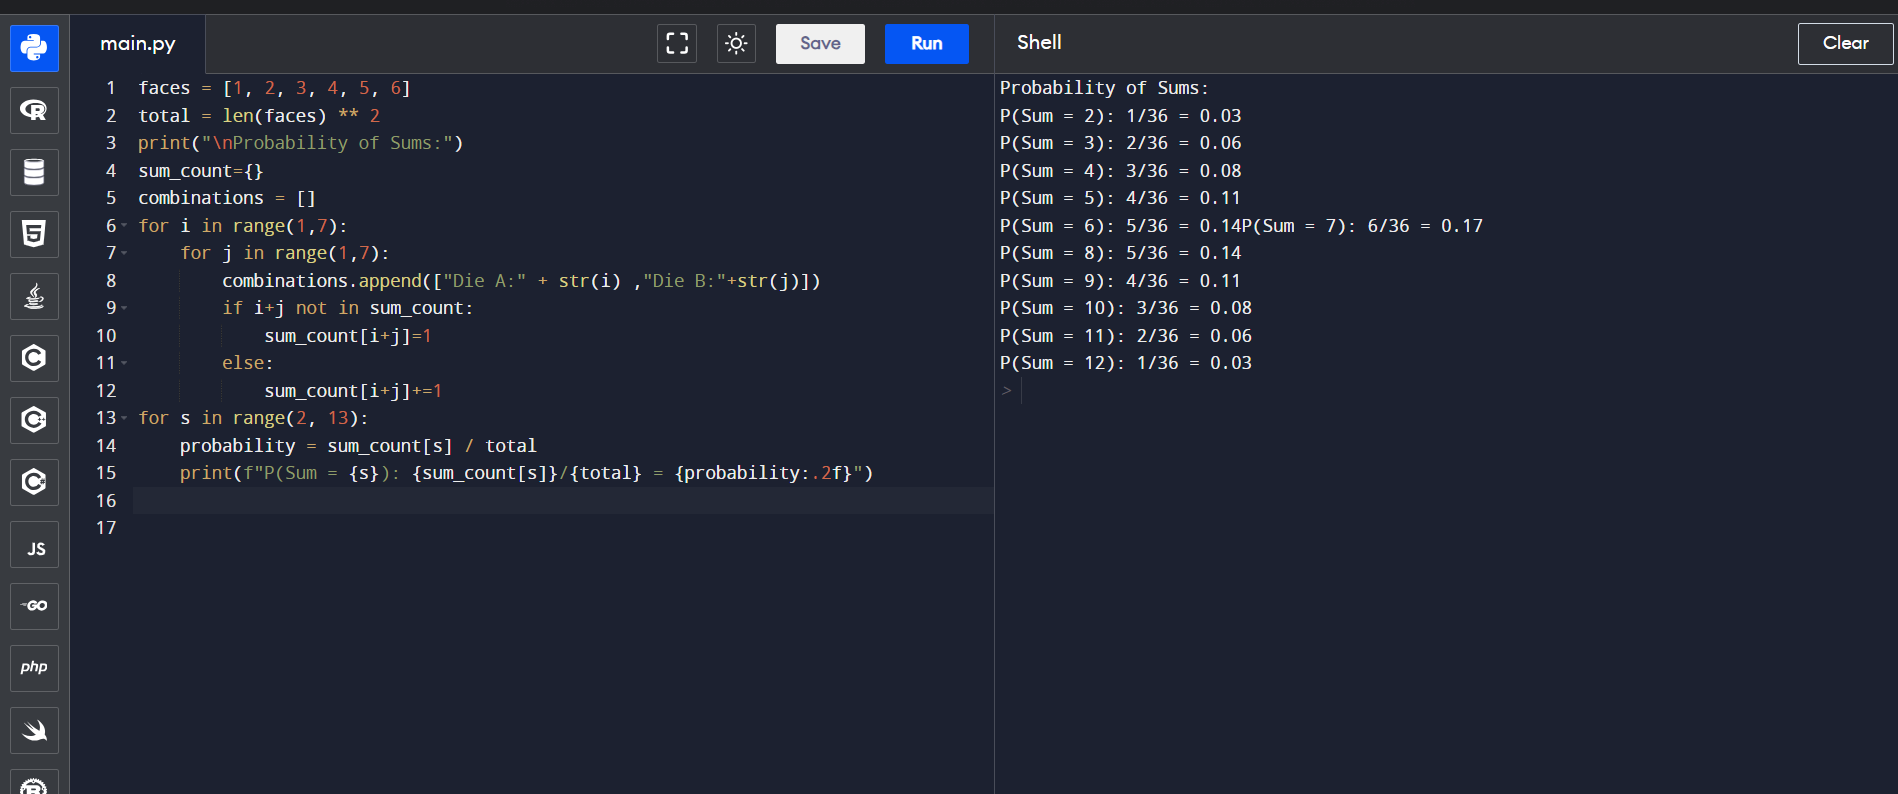 main.py
Save
Run
Shell
Clear
1 faces = [1, 2, 3, 4, 5, 6]
2 total = len(faces) ** 2
3 print("\nProbability of Sums:")
4 sum_count={}
5 combinations = []
6 for i in range(1,7):
7     for j in range(1,7):
8         combinations.append(["Die A:" + str(i) ,"Die B:"+str(j)])
9         if i+j not in sum_count:
10             sum_count[i+j]=1
11         else:
12             sum_count[i+j]+=1
13 for s in range(2, 13):
14     probability = sum_count[s] / total
15     print(f"P(Sum = {s}): {sum_count[s]}/{total} = {probability:.2f}")
16
17
Probability of Sums:
P(Sum = 2): 1/36 = 0.03
P(Sum = 3): 2/36 = 0.06
P(Sum = 4): 3/36 = 0.08
P(Sum = 5): 4/36 = 0.11
P(Sum = 6): 5/36 = 0.14P(Sum = 7): 6/36 = 0.17
P(Sum = 8): 5/36 = 0.14
P(Sum = 9): 4/36 = 0.11
P(Sum = 10): 3/36 = 0.08
P(Sum = 11): 2/36 = 0.06
P(Sum = 12): 1/36 = 0.03
>
R
5
C
C
C
JS
GO
php
R